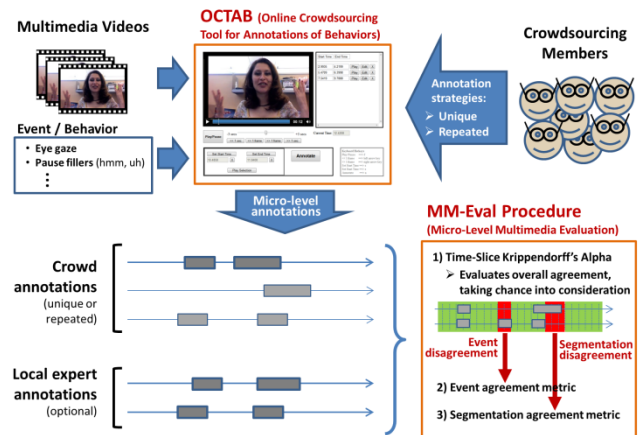 Multimedia Videos
OCTAB (Online Crowdsourcing
Tool for Annotations of Behaviors)
Crowdsourcing
Members
Annotation
strategies:
➤ Unique
➤ Repeated
Event / Behavior
• Eye gaze
• Pause fillers (hmm, uh)
⋮
Play/Pause
Annotate
Micro-level
annotations
MM-Eval Procedure
(Micro-Level Multimedia Evaluation)
Crowd
annotations
(unique or
repeated)
1) Time-Slice Krippendorff's Alpha
➤ Evaluates overall agreement,
taking chance into consideration
Event
disagreement
Segmentation
disagreement
Local expert
annotations
(optional)
2) Event agreement metric
3) Segmentation agreement metric